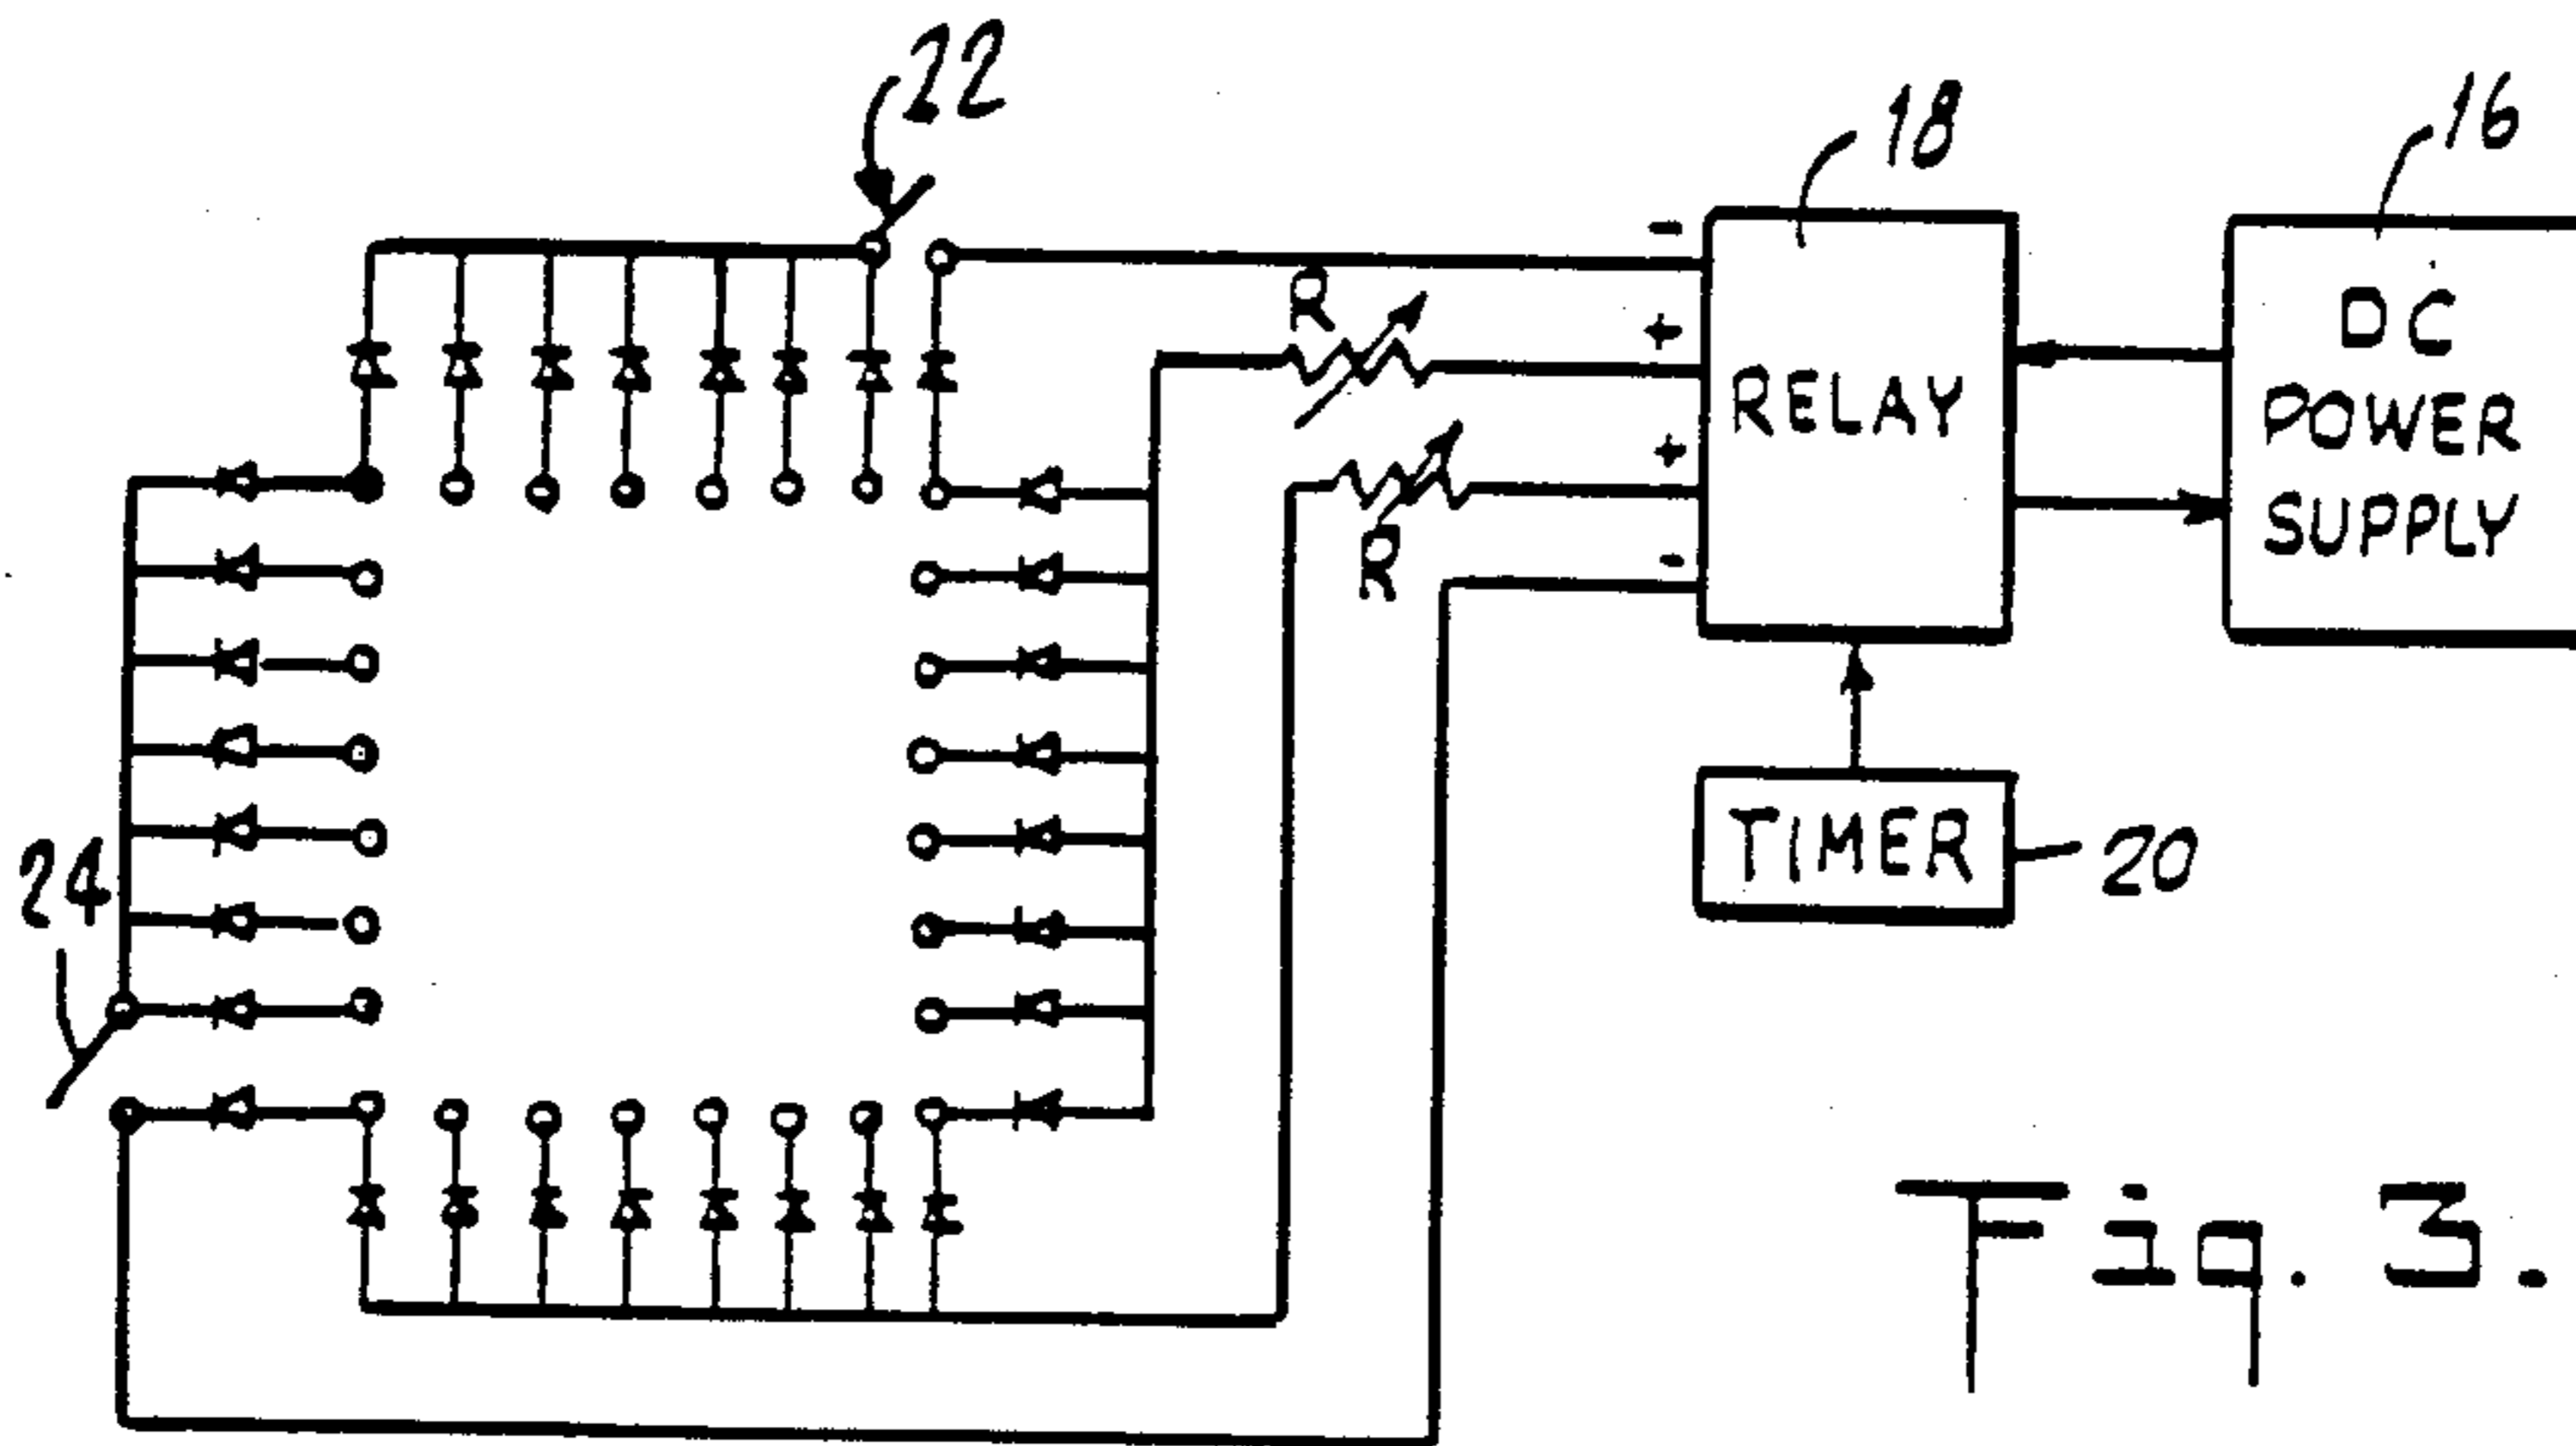 22
18
16
-
R
+
DC
POWER
SUPPLY
RELAY
+
R
-
24
TIMER
20
Fig. 3.